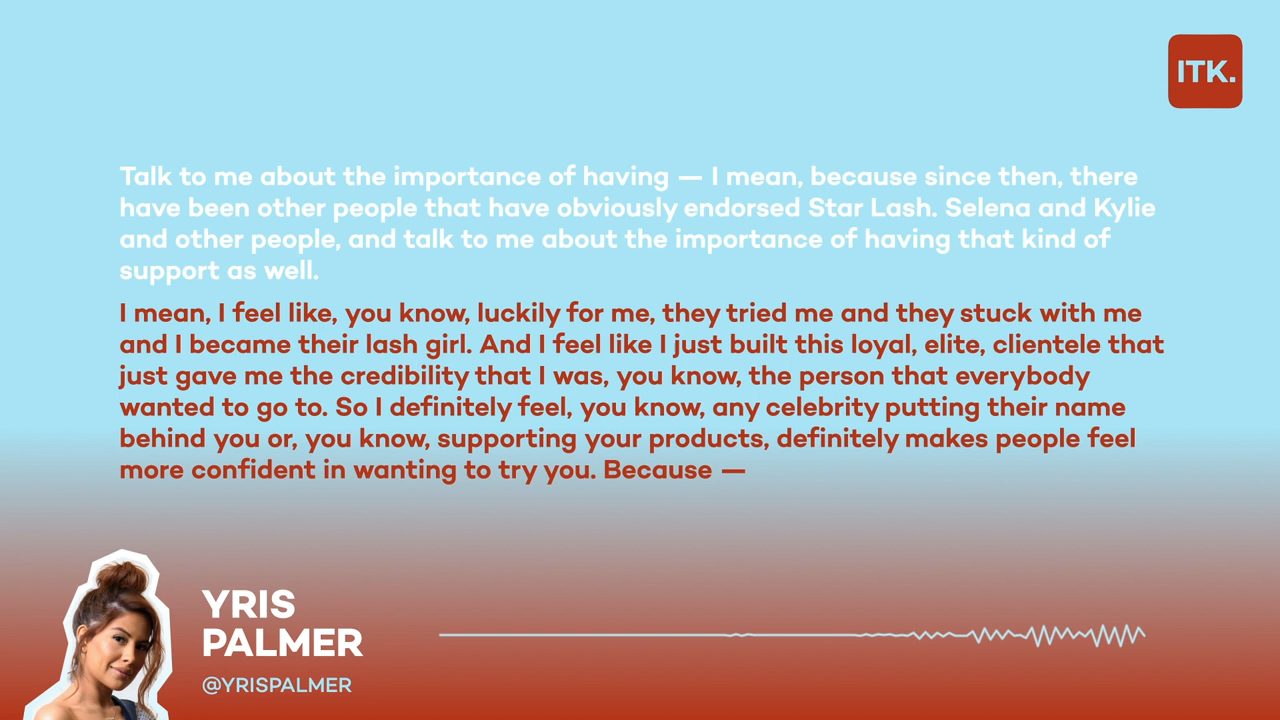 ITK.
Talk to me about the importance of having — I mean, because since then, there
have been other people that have obviously endorsed Star Lash. Selena and Kylie
and other people, and talk to me about the importance of having that kind of
support as well.
I mean, I feel like, you know, luckily for me, they tried me and they stuck with me
and I became their lash girl. And I feel like I just built this loyal, elite, clientele that
just gave me the credibility that I was, you know, the person that everybody
wanted to go to. So I definitely feel, you know, any celebrity putting their name
behind you or, you know, supporting your products, definitely makes people feel
more confident in wanting to try you. Because —
YRIS
PALMER
@YRISPALMER